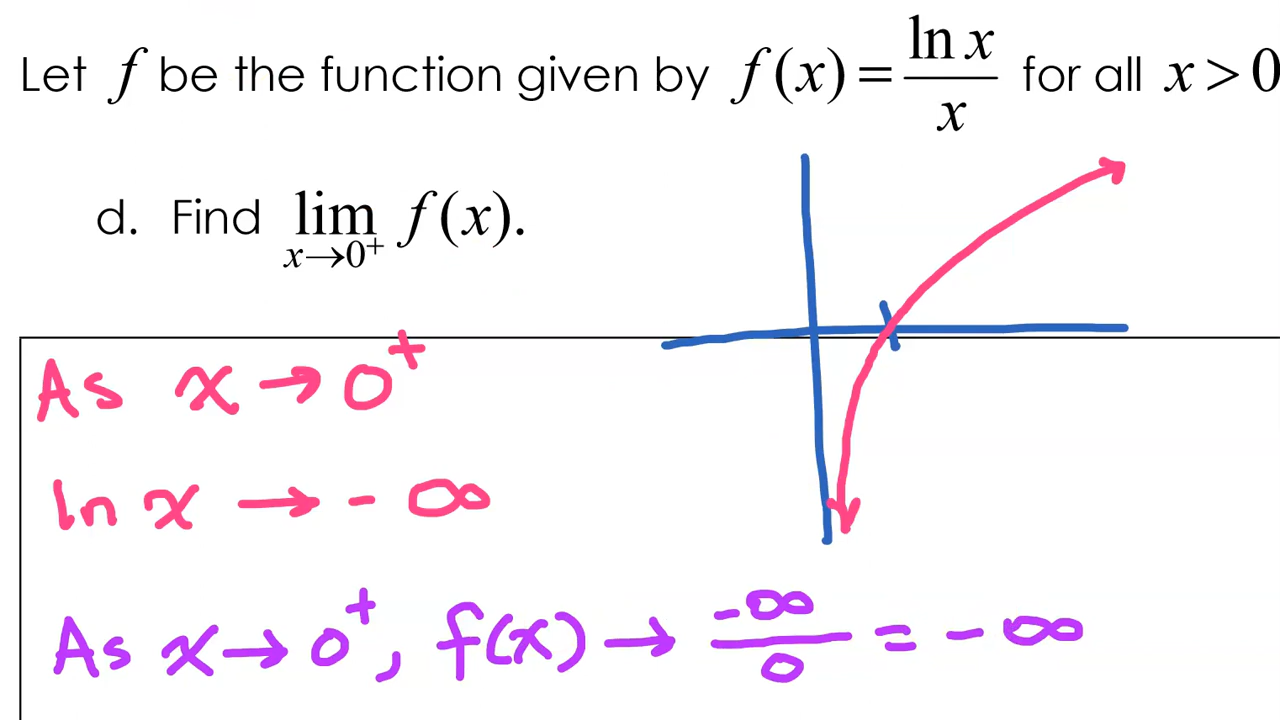 Let f be the function given by f(x) = ln x / x for all x > 0
d. Find lim x→0⁺ f(x).
As x → 0⁺
ln x → -∞
As x → 0⁺, f(x) → -∞ / 0 = -∞